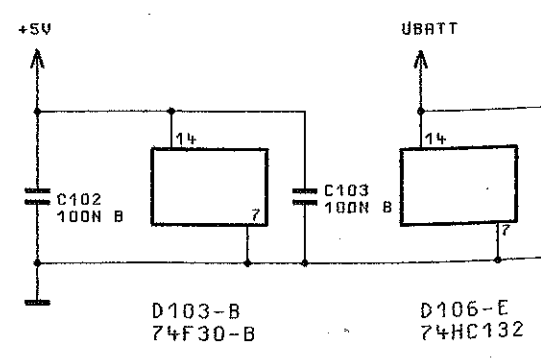 +5V
UBATT
14
14
C102
100N B
7
C103
100N B
7
D103-B
74F30-B
D106-E
74HC132